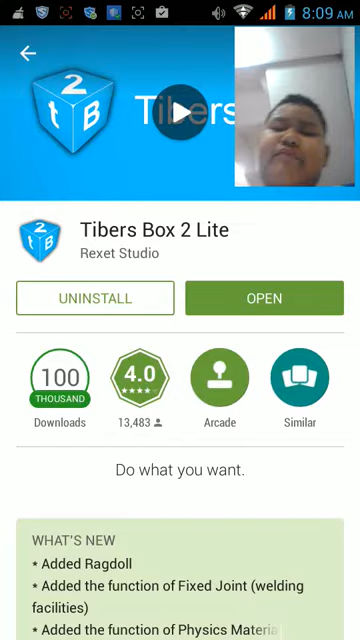 8:09 AM
2
t B
Tibers
2
t B
Tibers Box 2 Lite
Rexet Studio
UNINSTALL
OPEN
100
THOUSAND
4.0
Downloads
13,483
Arcade
Similar
Do what you want.
WHAT'S NEW
* Added Ragdoll
* Added the function of Fixed Joint (welding
facilities)
* Added the function of Physics Materia